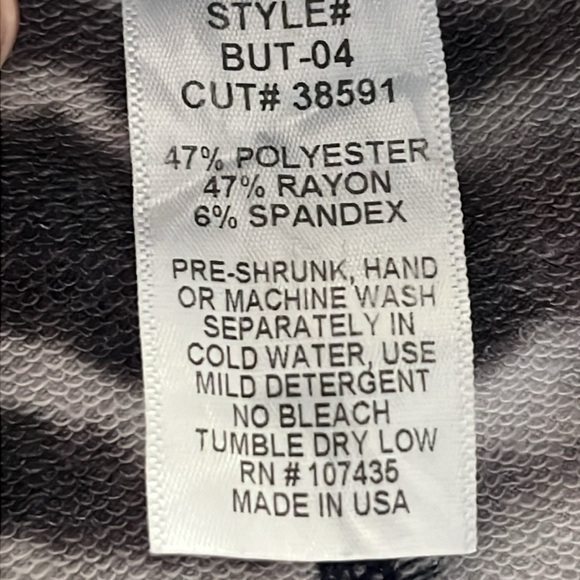 STYLE#
BUT-04
CUT# 38591
47% POLYESTER
47% RAYON
6% SPANDEX
PRE-SHRUNK, HAND
OR MACHINE WASH
SEPARATELY IN
COLD WATER, USE
MILD DETERGENT
NO BLEACH
TUMBLE DRY LOW
RN # 107435
MADE IN USA